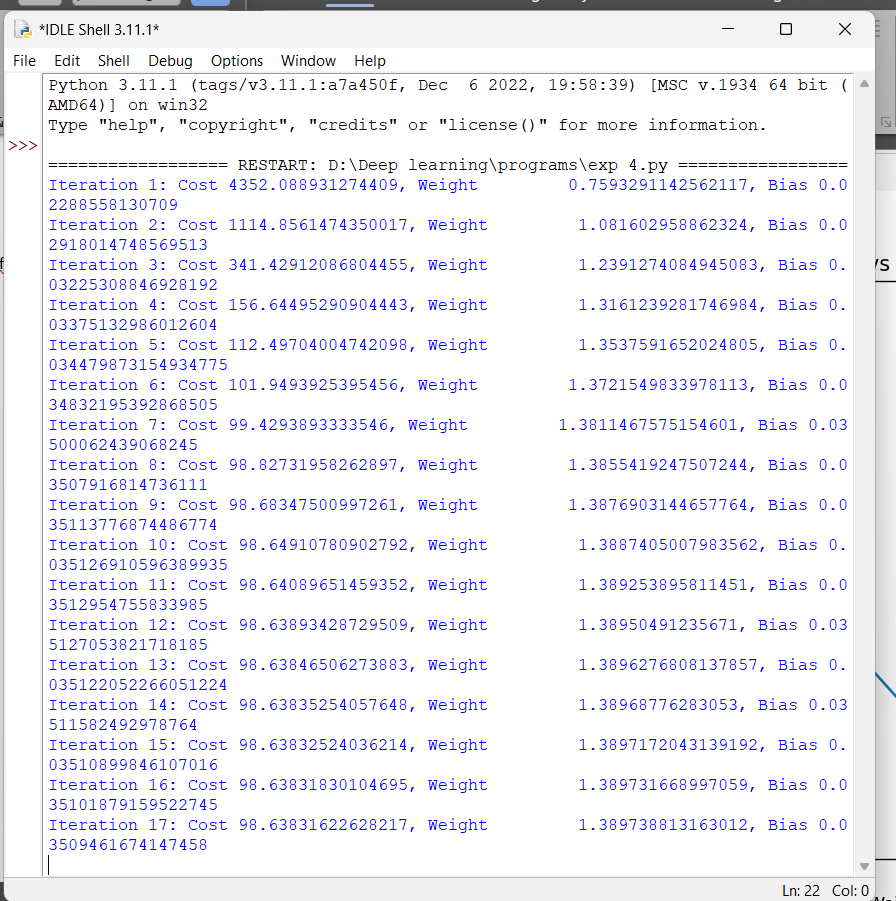 *IDLE Shell 3.11.1*
File Edit Shell Debug Options Window Help
Python 3.11.1 (tags/v3.11.1:a7a450f, Dec  6 2022, 19:58:39) [MSC v.1934 64 bit (
AMD64)] on win32
Type "help", "copyright", "credits" or "license()" for more information.
>>>
================== RESTART: D:\Deep learning\programs\exp 4.py =================
Iteration 1: Cost 4352.088931274409, Weight         0.7593291142562117, Bias 0.0
2288558130709
Iteration 2: Cost 1114.8561474350017, Weight         1.081602958862324, Bias 0.0
2918014748569513
Iteration 3: Cost 341.42912086804455, Weight         1.2391274084945083, Bias 0.
03225308846928192
Iteration 4: Cost 156.64495290904443, Weight         1.3161239281746984, Bias 0.
03375132986012604
Iteration 5: Cost 112.49704004742098, Weight         1.3537591652024805, Bias 0.
034479873154934775
Iteration 6: Cost 101.9493925395456, Weight         1.3721549833978113, Bias 0.0
34832195392868505
Iteration 7: Cost 99.4293893333546, Weight         1.3811467575154601, Bias 0.03
500062439068245
Iteration 8: Cost 98.82731958262897, Weight         1.3855419247507244, Bias 0.0
3507916814736111
Iteration 9: Cost 98.68347500997261, Weight         1.3876903144657764, Bias 0.0
35113776874486774
Iteration 10: Cost 98.64910780902792, Weight         1.3887405007983562, Bias 0.
035126910596389935
Iteration 11: Cost 98.64089651459352, Weight         1.389253895811451, Bias 0.0
3512954755833985
Iteration 12: Cost 98.63893428729509, Weight         1.38950491235671, Bias 0.03
5127053821718185
Iteration 13: Cost 98.63846506273883, Weight         1.3896276808137857, Bias 0.
035122052266051224
Iteration 14: Cost 98.63835254057648, Weight         1.38968776283053, Bias 0.03
511582492978764
Iteration 15: Cost 98.63832524036214, Weight         1.3897172043139192, Bias 0.
03510899846107016
Iteration 16: Cost 98.63831830104695, Weight         1.389731668997059, Bias 0.0
35101879159522745
Iteration 17: Cost 98.63831622628217, Weight         1.389738813163012, Bias 0.0
3509461674147458
Ln: 22 Col: 0